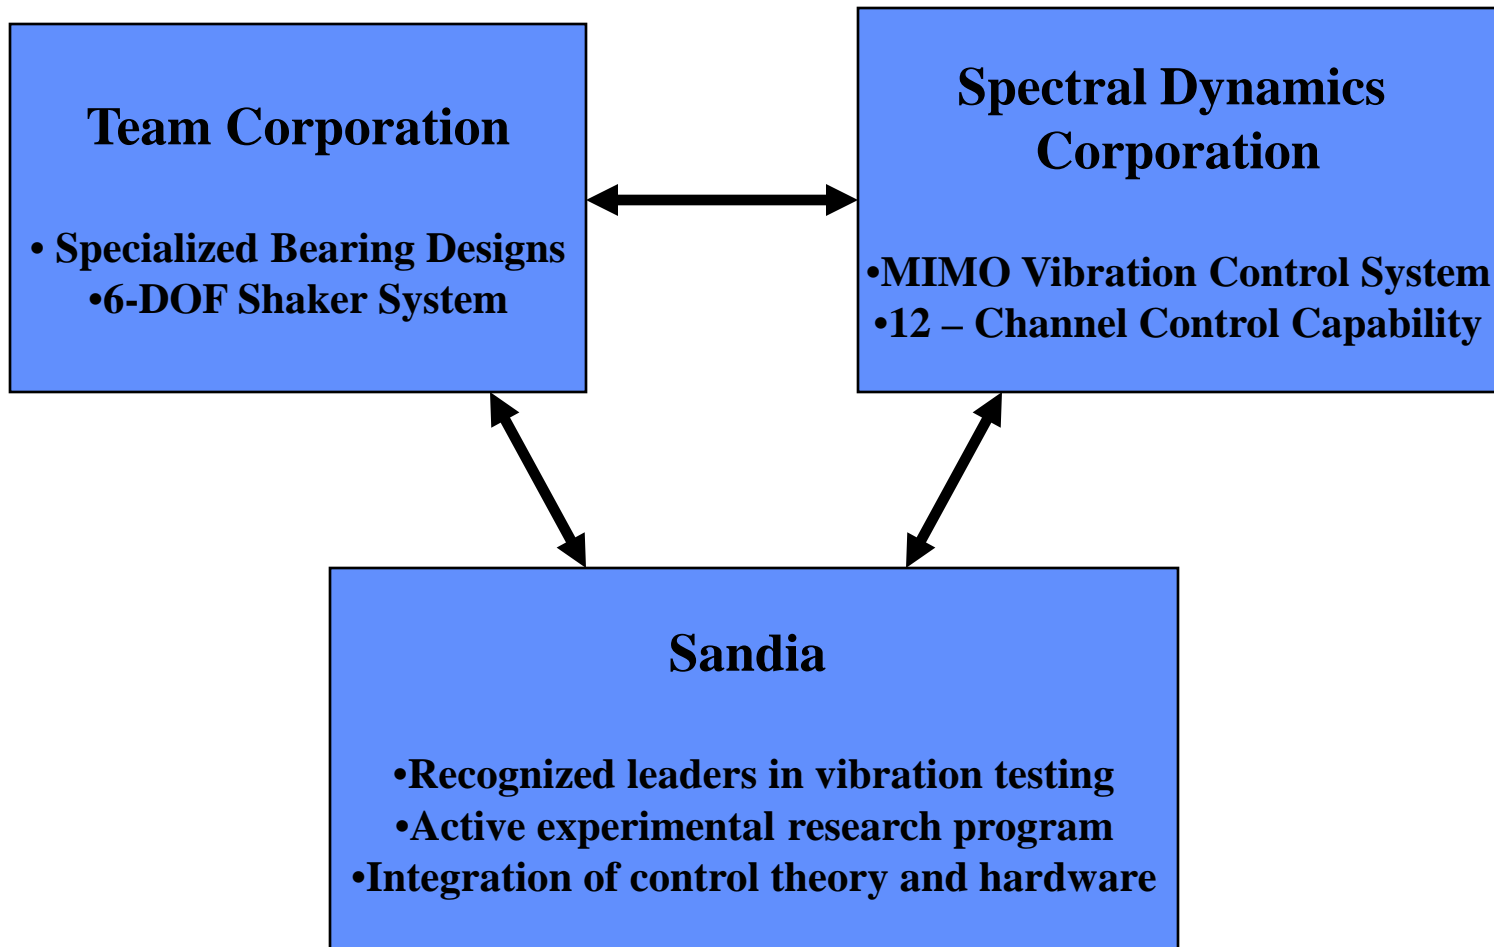 Team Corporation
• Specialized Bearing Designs
•6-DOF Shaker System
Spectral Dynamics
Corporation
•MIMO Vibration Control System
•12 – Channel Control Capability
Sandia
•Recognized leaders in vibration testing
•Active experimental research program
•Integration of control theory and hardware